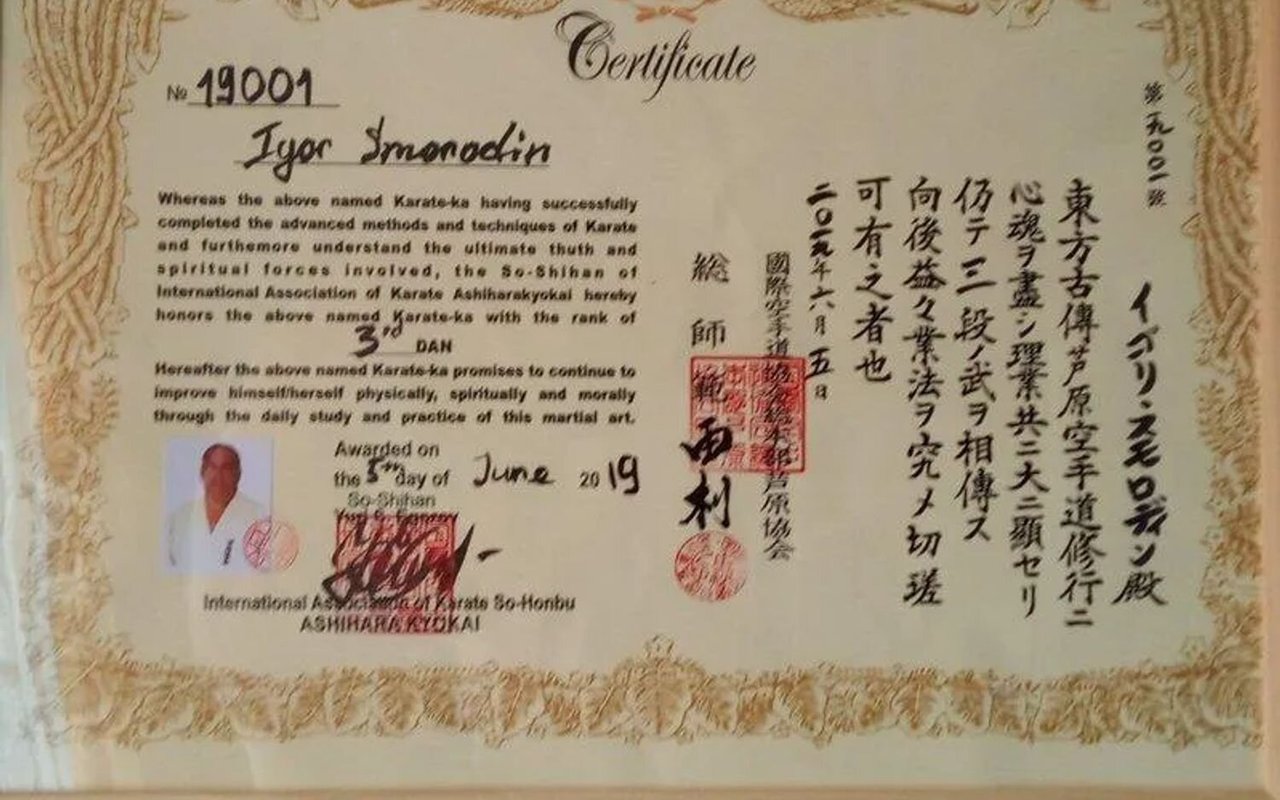 Certificate
№ 19001
Igor Smorodin
Whereas the above named Karate-ka having successfully
completed the advanced methods and techniques of Karate
and furthemore understand the ultimate thuth and
spiritual forces involved, the So-Shihan of
International Association of Karate Ashiharakyokai hereby
honors the above named Karate-ka with the rank of
3rd DAN
Hereafter the above named Karate-ka promises to continue to
improve himself/herself physically, spiritually and morally
through the daily study and practice of this martial art.
Awarded on
the 5th day of June 2019
So-Shihan
International Association of Karate So-Honbu
ASHIHARA KYOKAI
第一九〇〇一號
イゴリ・スモロディン殿
東方古傳芦原空手道修行ニ
心魂ヲ盡シ理業共ニ大ニ顯セリ
仍テ三段ノ武ヲ相傳ス
向後益々業法ヲ究メ切瑳
可有之者也
二〇一九年六月五日
國際空手道協会総本部芦原協会
総師範